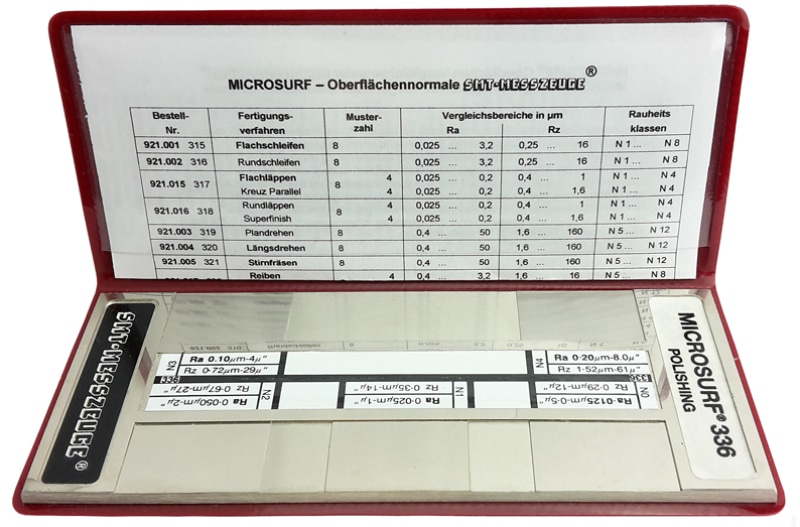 MICROSURF – Oberflächennormale SMT-MESSZEUGE®
Bestell-Nr. Fertigungs-verfahren Muster-zahl Vergleichsbereiche in µm Ra Rz Rauheits klassen
921.001 315 Flachschleifen 8 0,025 ... 3,2 0,25 ... 16 N 1 ... N 8
921.002 316 Rundschleifen 8 0,025 ... 3,2 0,25 ... 16 N 1 ... N 8
921.015 317 Flachläppen 8 4 0,025 ... 0,2 0,4 ... 1 N 1 ... N 4
Kreuz Parallel 4 0,025 ... 0,2 0,4 ... 1,6 N 1 ... N 4
921.016 318 Rundläppen 8 4 0,025 ... 0,2 0,4 ... 1 N 1 ... N 4
Superfinish 4 0,025 ... 0,2 0,4 ... 1,6 N 1 ... N 4
921.003 319 Plandrehen 8 0,4 ... 50 1,6 ... 160 N 5 ... N 12
921.004 320 Längsdrehen 8 0,4 ... 50 1,6 ... 160 N 5 ... N 12
921.005 321 Stirnfräsen 8 0,4 ... 50 1,6 ... 160 N 5 ... N 12
Reiben 4 0,4 ... 3,2 1,6 ... 16 N 5 ... N 8
SMT-MESSZEUGE®
N3 Ra 0·10µm-4µ"
Rz 0·72µm-29µ"
N4 Ra 0·20µm-8.0µ"
Rz 1·52µm-61µ"
336
336
Rz 0·67µm-27µ"
Ra 0·050µm-2µ"
N2
Rz 0·35µm-14µ"
Ra 0·025µm-1µ"
N1
Rz 0·29µm-12µ"
Ra·0125µm-0·5µ"
N0
MICROSURF® 336
POLISHING